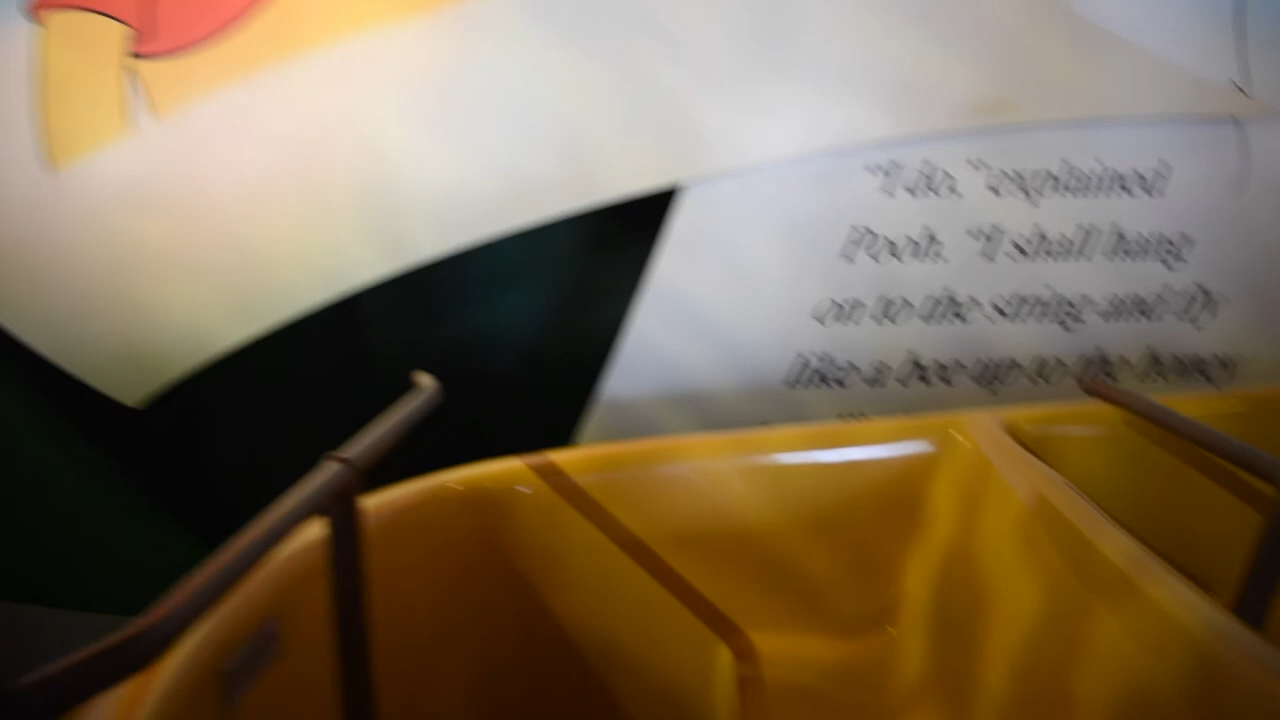 "I do," explained
Pooh. "I shall hang
on to the string and fly
like a bee up to the honey